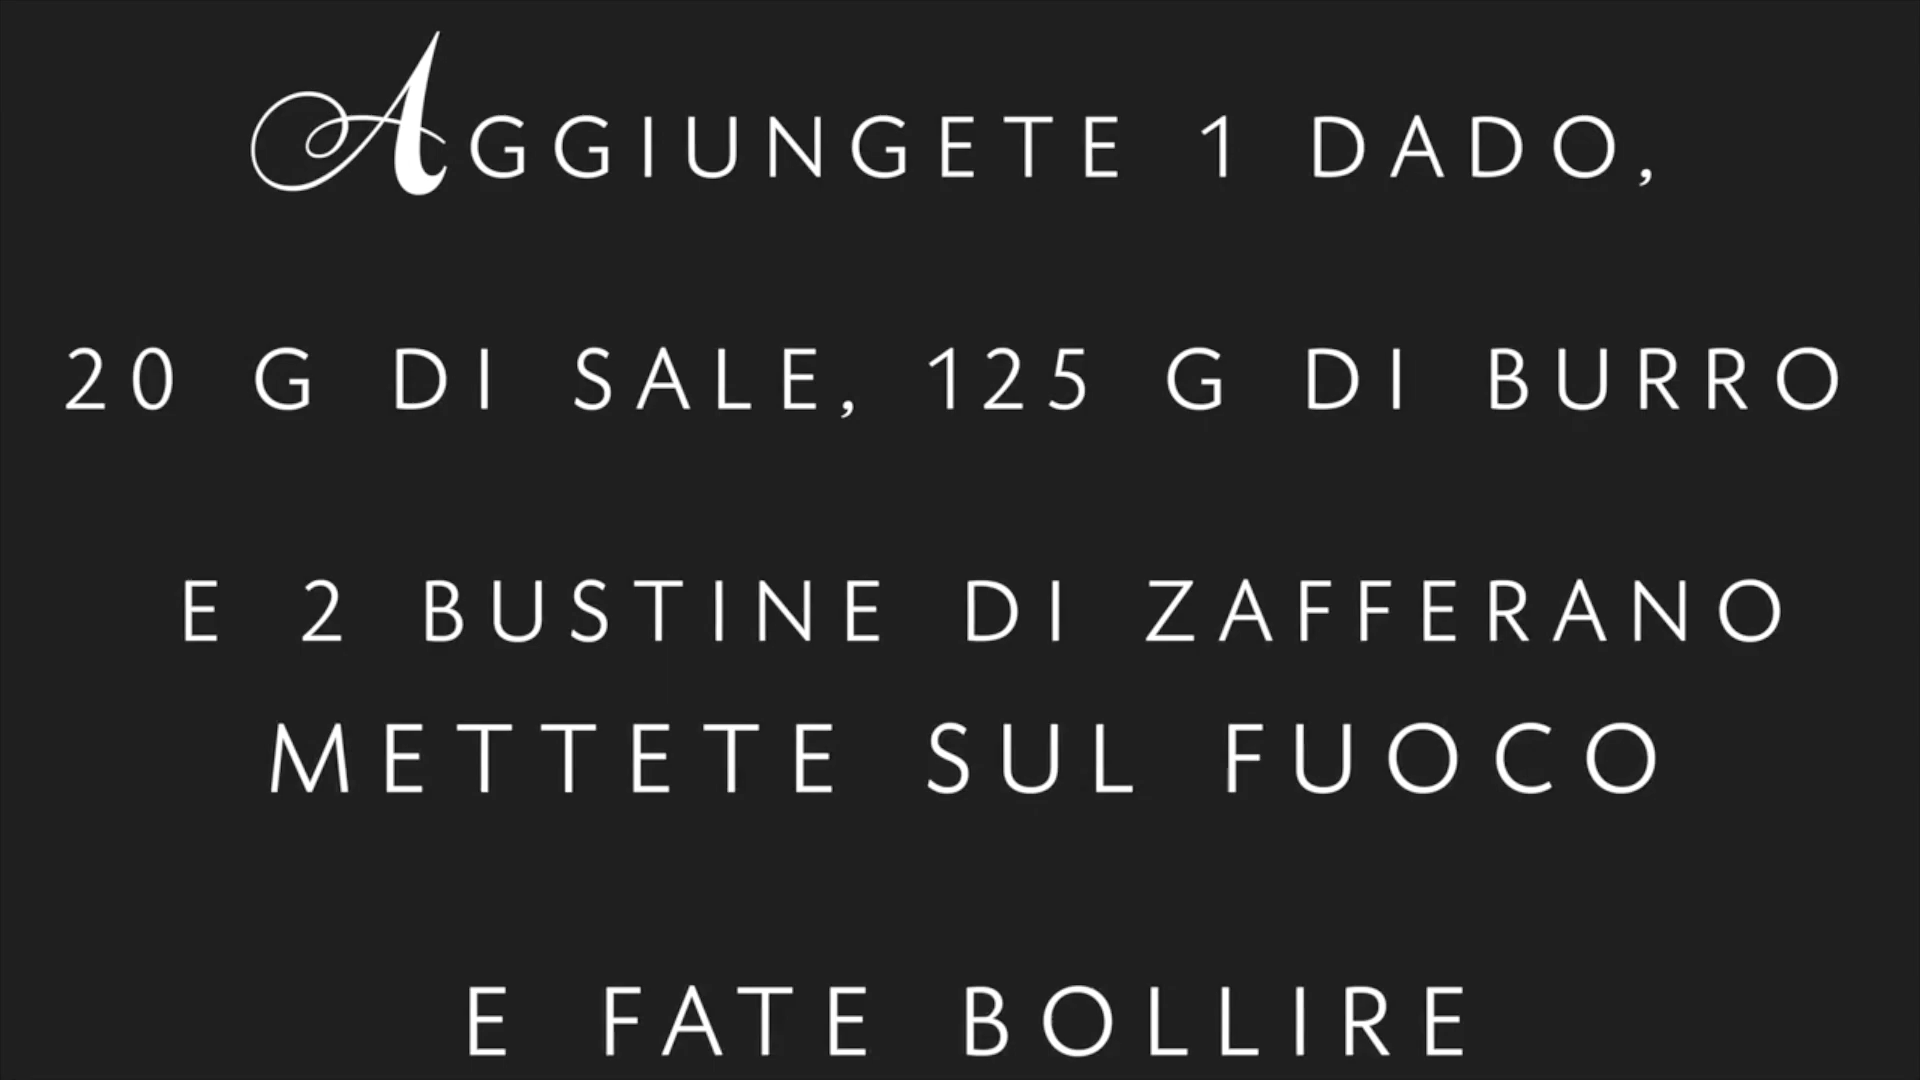 AGGIUNGETE 1 DADO,
20 G DI SALE, 125 G DI BURRO
E 2 BUSTINE DI ZAFFERANO
METTETE SUL FUOCO
E FATE BOLLIRE